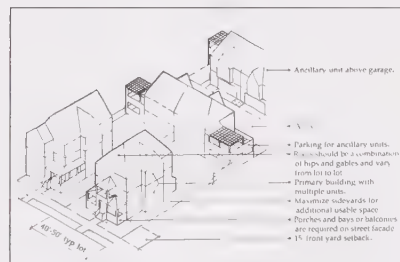 Ancillary unit above garage.
Parking for ancillary units.
should be a combination
of hips and gables and vary
from lot to lot
Primary building with
multiple units.
Maximize sideyards for
additional usable space
Porches and bays or balconies
are required on street facade
15' front yard setback.
typ lot